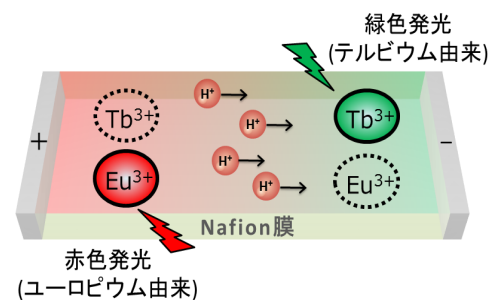 緑色発光
(テルビウム由来)
Tb³⁺
H⁺
H⁺
Tb³⁺
+
−
Eu³⁺
H⁺
H⁺
Eu³⁺
Nafion膜
赤色発光
(ユーロピウム由来)